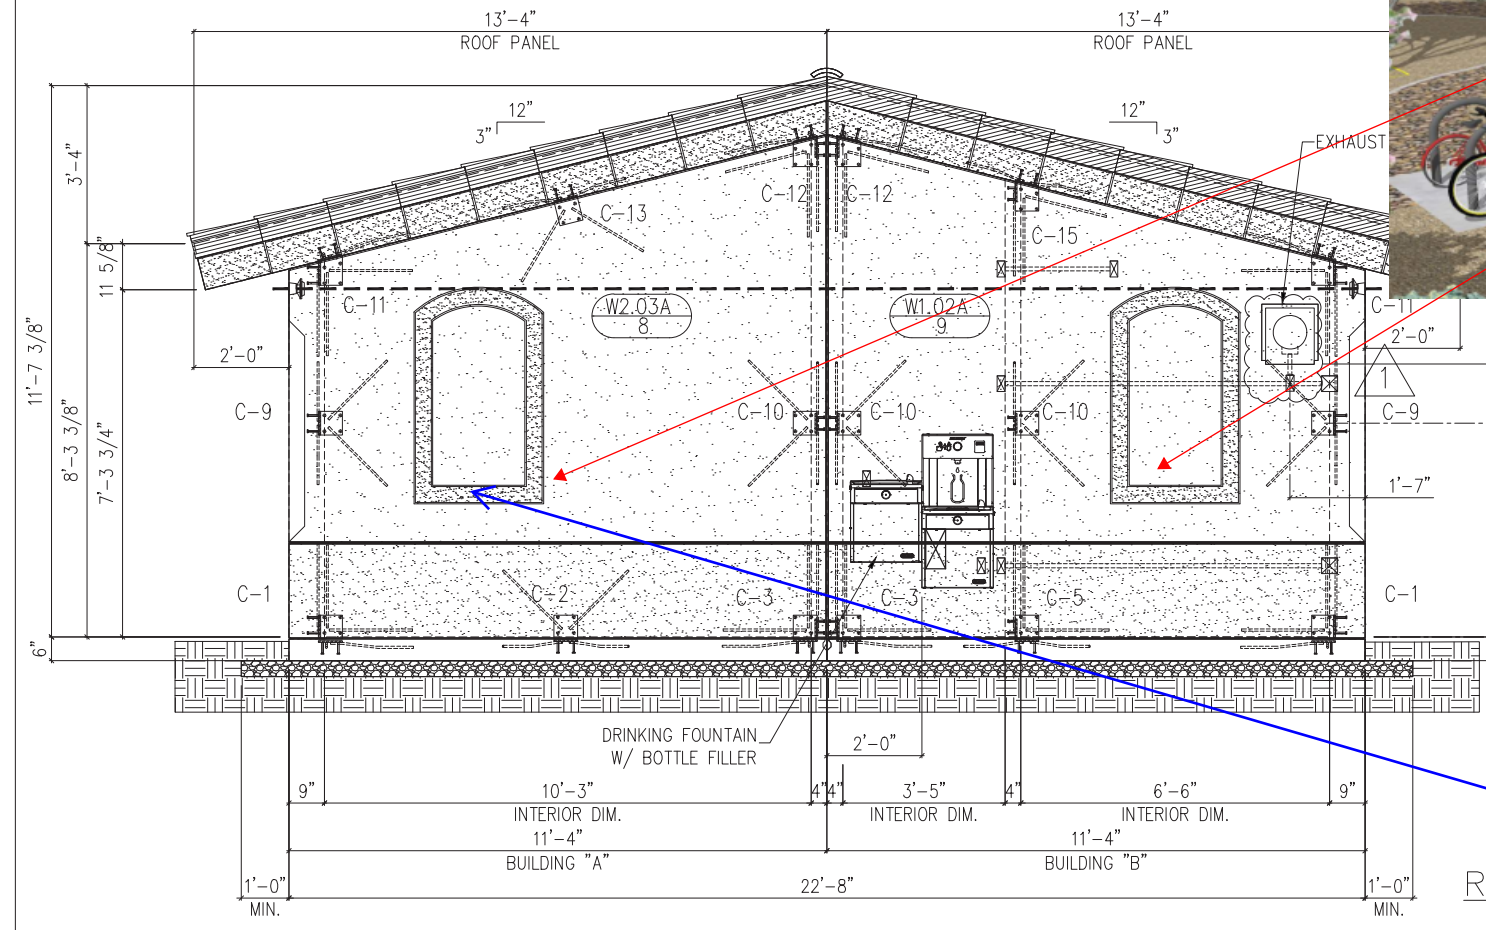 13'-4"
ROOF PANEL
13'-4"
ROOF PANEL
12"
3"
12"
3"
EXHAUST
3'-4"
11 5/8"
11'-7 3/8"
8'-3 3/8"
7'-3 3/4"
6"
2'-0"
2'-0"
C-12
C-12
C-13
C-15
C-11
C-11
W2.03A
8
W1.02A
9
1
C-9
C-10
C-10
C-10
C-9
1'-7"
C-1
C-2
C-3
C-3
C-5
C-1
DRINKING FOUNTAIN
W/ BOTTLE FILLER
2'-0"
9"
10'-3"
INTERIOR DIM.
4"
4"
3'-5"
INTERIOR DIM.
4"
6'-6"
INTERIOR DIM.
9"
11'-4"
BUILDING "A"
11'-4"
BUILDING "B"
1'-0"
MIN.
22'-8"
1'-0"
MIN.
R